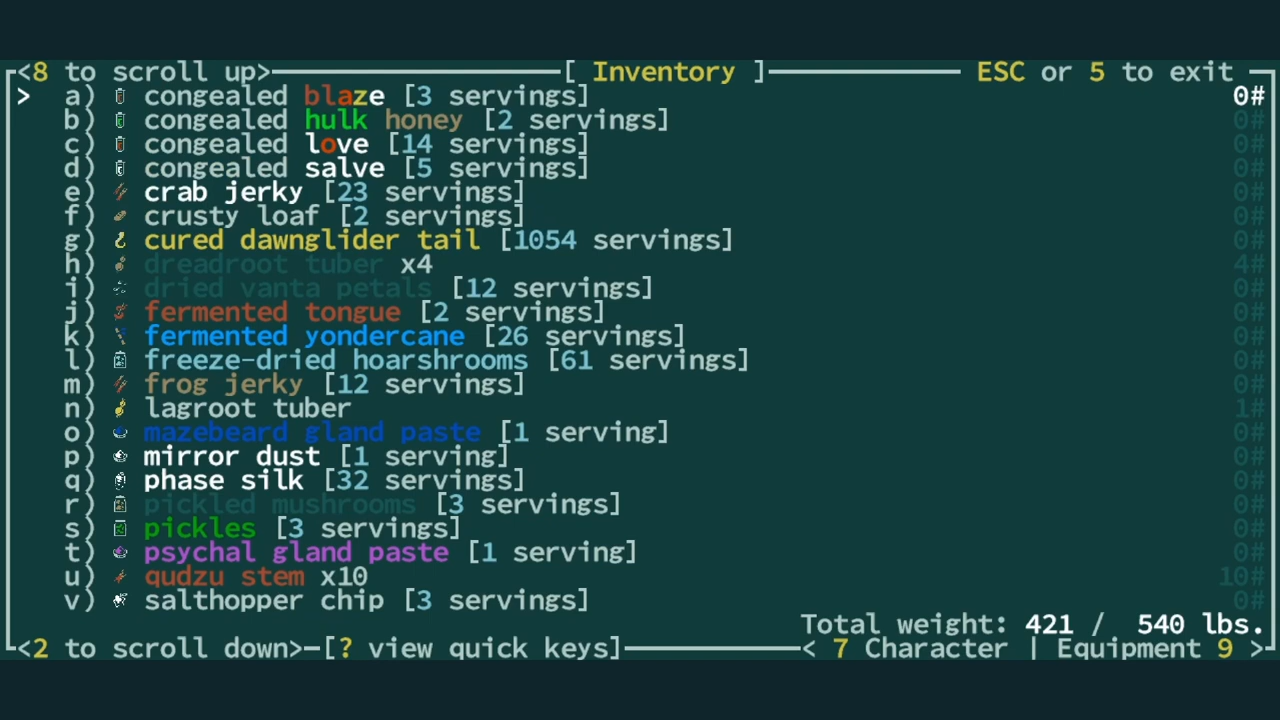 <8 to scroll up> [ Inventory ] ESC or 5 to exit
> a) congealed blaze [3 servings] 0#
b) congealed hulk honey [2 servings] 0#
c) congealed love [14 servings] 0#
d) congealed salve [5 servings] 0#
e) crab jerky [23 servings] 0#
f) crusty loaf [2 servings] 0#
g) cured dawnglider tail [1054 servings] 0#
h) dreadroot tuber x4 4#
i) dried vanta petals [12 servings] 0#
j) fermented tongue [2 servings] 0#
k) fermented yondercane [26 servings] 0#
l) freeze-dried hoarshrooms [61 servings] 0#
m) frog jerky [12 servings] 0#
n) lagroot tuber 1#
o) mazebeard gland paste [1 serving] 0#
p) mirror dust [1 serving] 0#
q) phase silk [32 servings] 0#
r) pickled mushrooms [3 servings] 0#
s) pickles [3 servings] 0#
t) psychal gland paste [1 serving] 0#
u) qudzu stem x10 10#
v) salthopper chip [3 servings] 0#
Total weight: 421 / 540 lbs.
<2 to scroll down> [? view quick keys] < 7 Character | Equipment 9 >